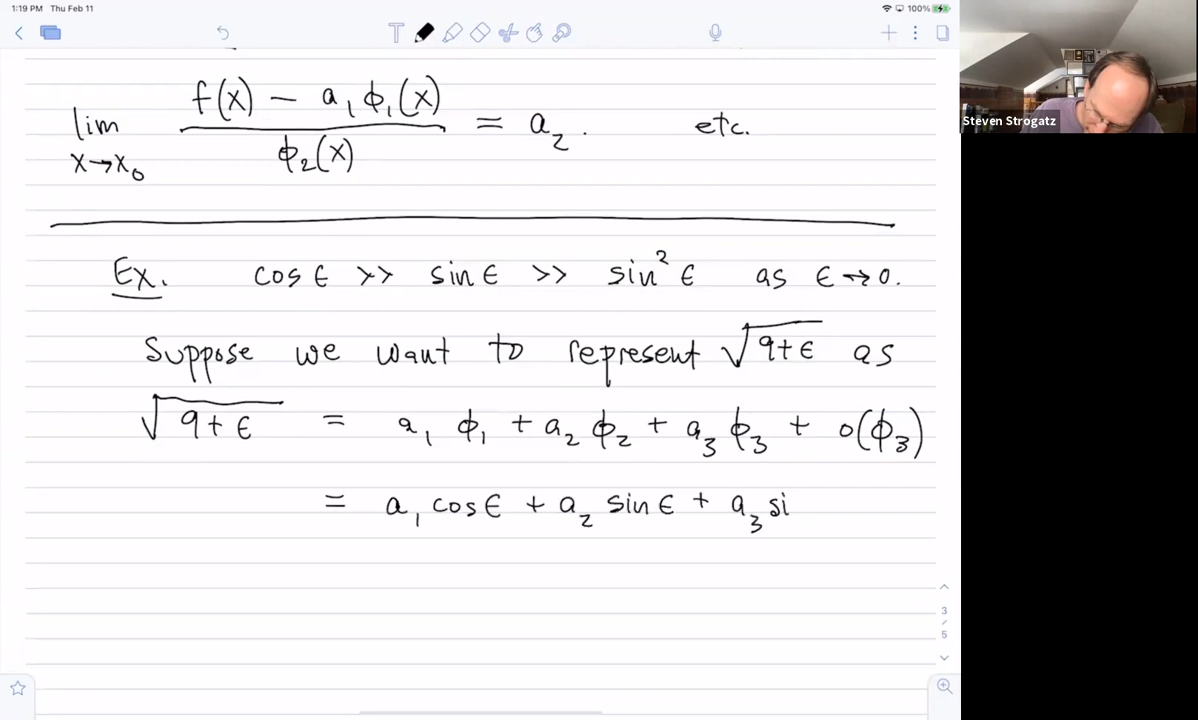 1:19 PM Thu Feb 11
100%
T
lim x→x₀ (f(x) − a₁ϕ₁(x)) / ϕ₂(x) = a₂. etc.
Steven Strogatz
Ex. cos ϵ >> sin ϵ >> sin² ϵ as ϵ→0.
Suppose we want to represent √(9+ϵ) as
√(9+ϵ) = a₁ ϕ₁ + a₂ ϕ₂ + a₃ ϕ₃ + o(ϕ₃)
= a₁ cos ϵ + a₂ sin ϵ + a₃ si
3
/
5